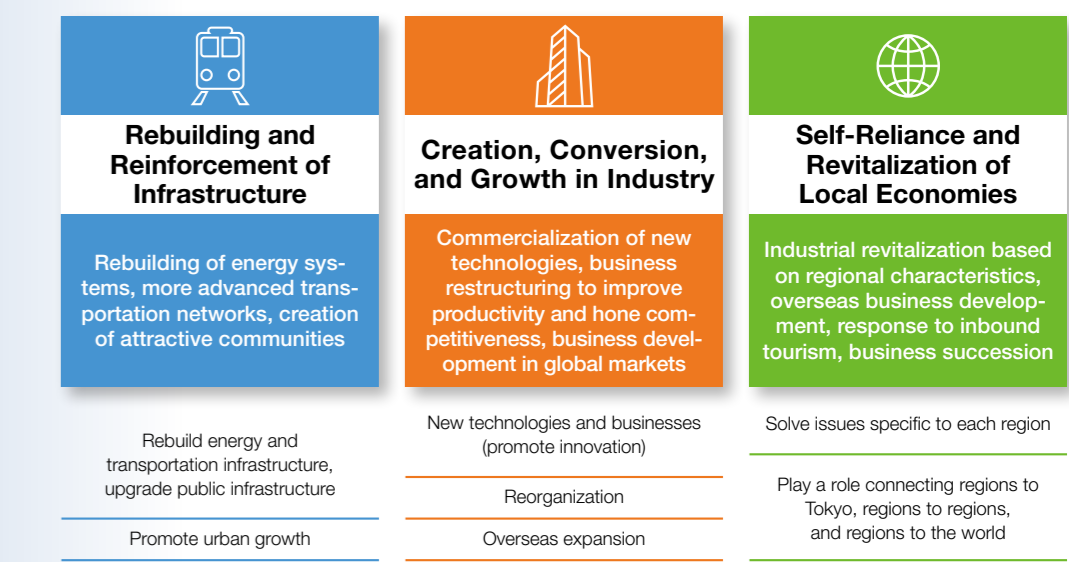 Rebuilding and
Reinforcement of
Infrastructure
Rebuilding of energy sys-
tems, more advanced trans-
portation networks, creation
of attractive communities
Rebuild energy and
transportation infrastructure,
upgrade public infrastructure
Promote urban growth
Creation, Conversion,
and Growth in Industry
Commercialization of new
technologies, business
restructuring to improve
productivity and hone com-
petitiveness, business devel-
opment in global markets
New technologies and businesses
(promote innovation)
Reorganization
Overseas expansion
Self-Reliance and
Revitalization of
Local Economies
Industrial revitalization based
on regional characteristics,
overseas business develop-
ment, response to inbound
tourism, business succession
Solve issues specific to each region
Play a role connecting regions to
Tokyo, regions to regions,
and regions to the world